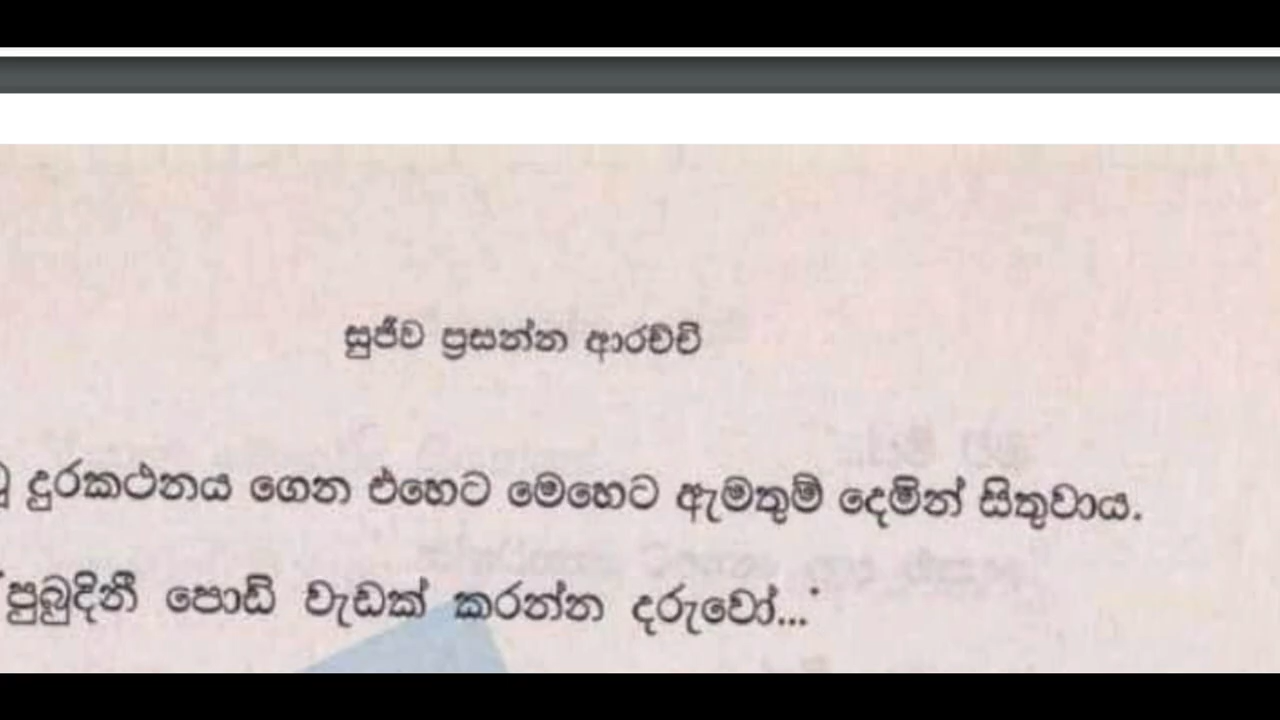 සුජීව ප්‍රසන්න ආරච්චි
දුරකථනය ගෙන එහෙට මෙහෙට ඇමතුම් දෙමින් සිතුවාය.
'පුබුදිනී පොඩි වැඩක් කරන්න දරුවෝ...'